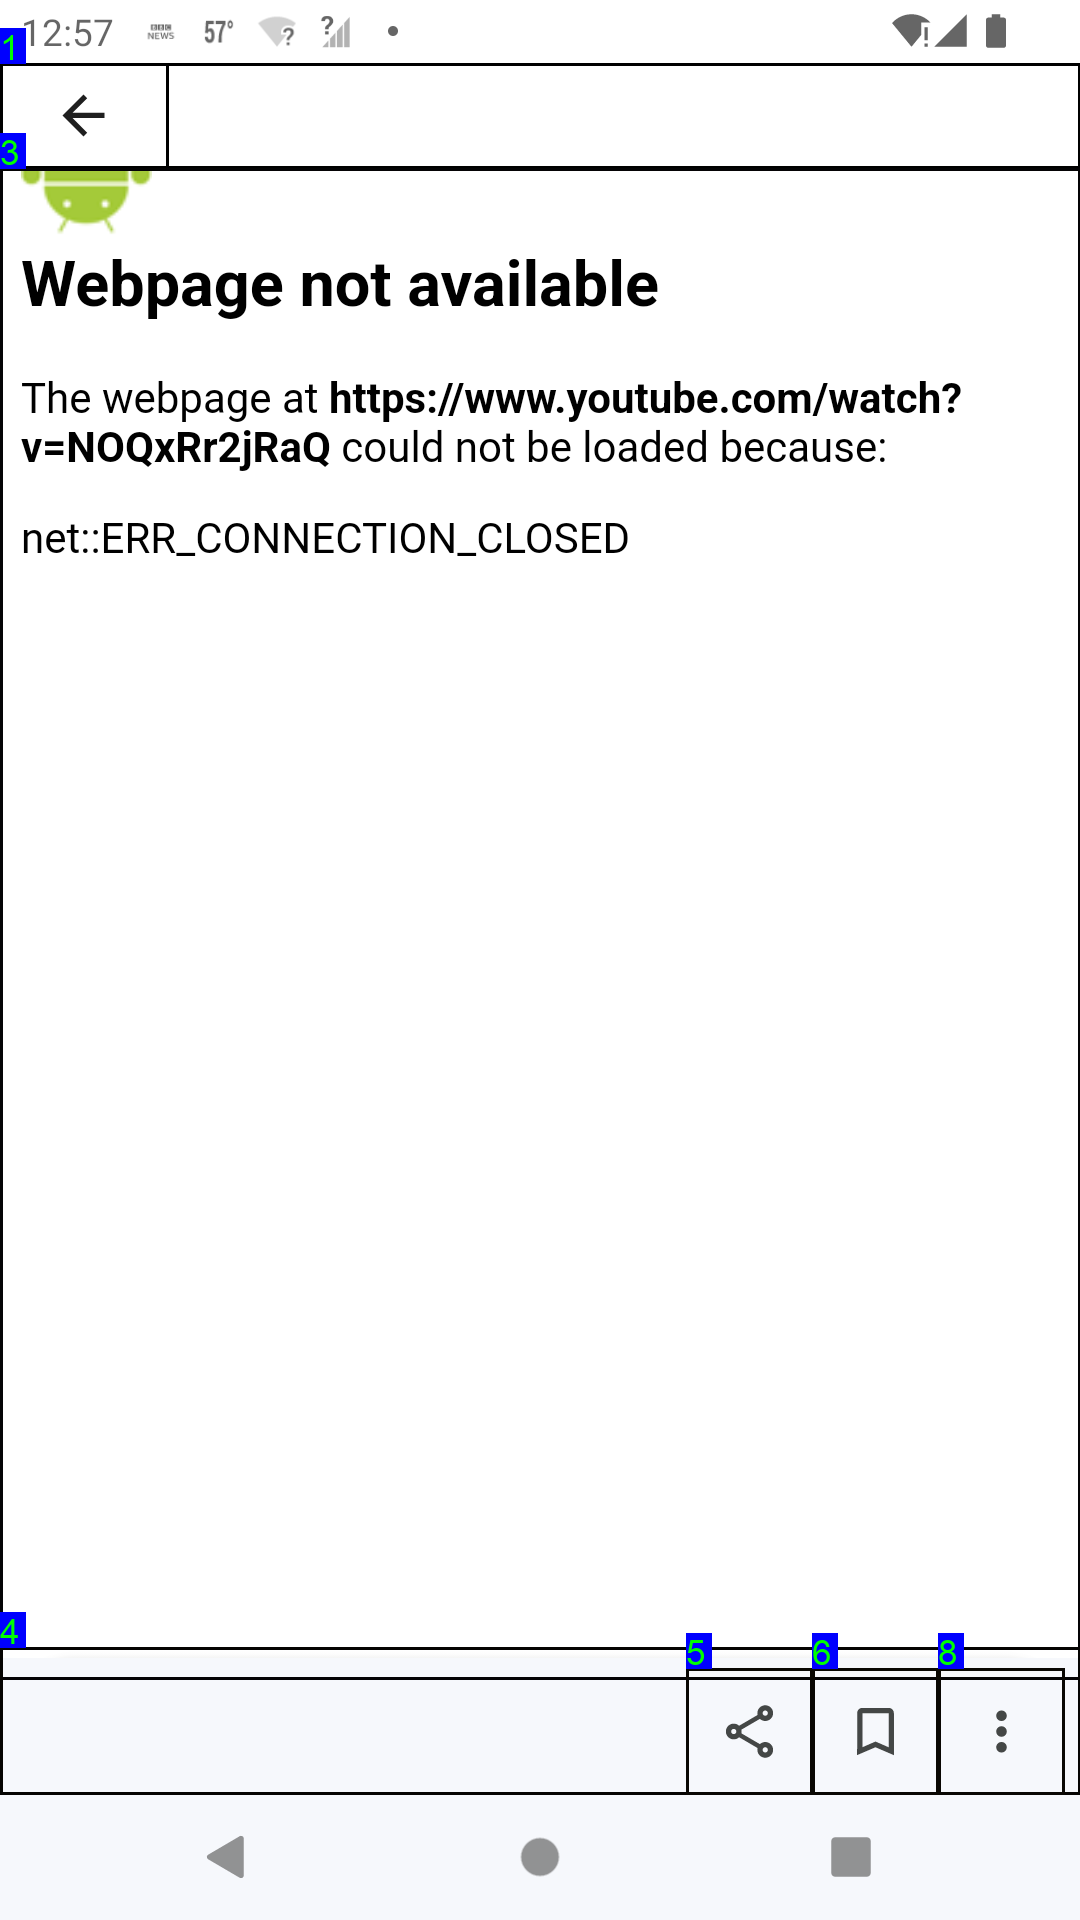 12:57 BBC NEWS 57°
1
3
Webpage not available
The webpage at https://www.youtube.com/watch?
v=NOQxRr2jRaQ could not be loaded because:
net::ERR_CONNECTION_CLOSED
4
5 6 8